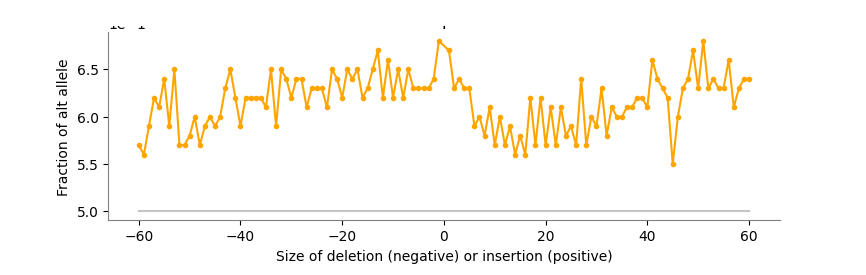 6.5
6.0
5.5
5.0
Fraction of alt allele
−60 −40 −20 0 20 40 60
Size of deletion (negative) or insertion (positive)